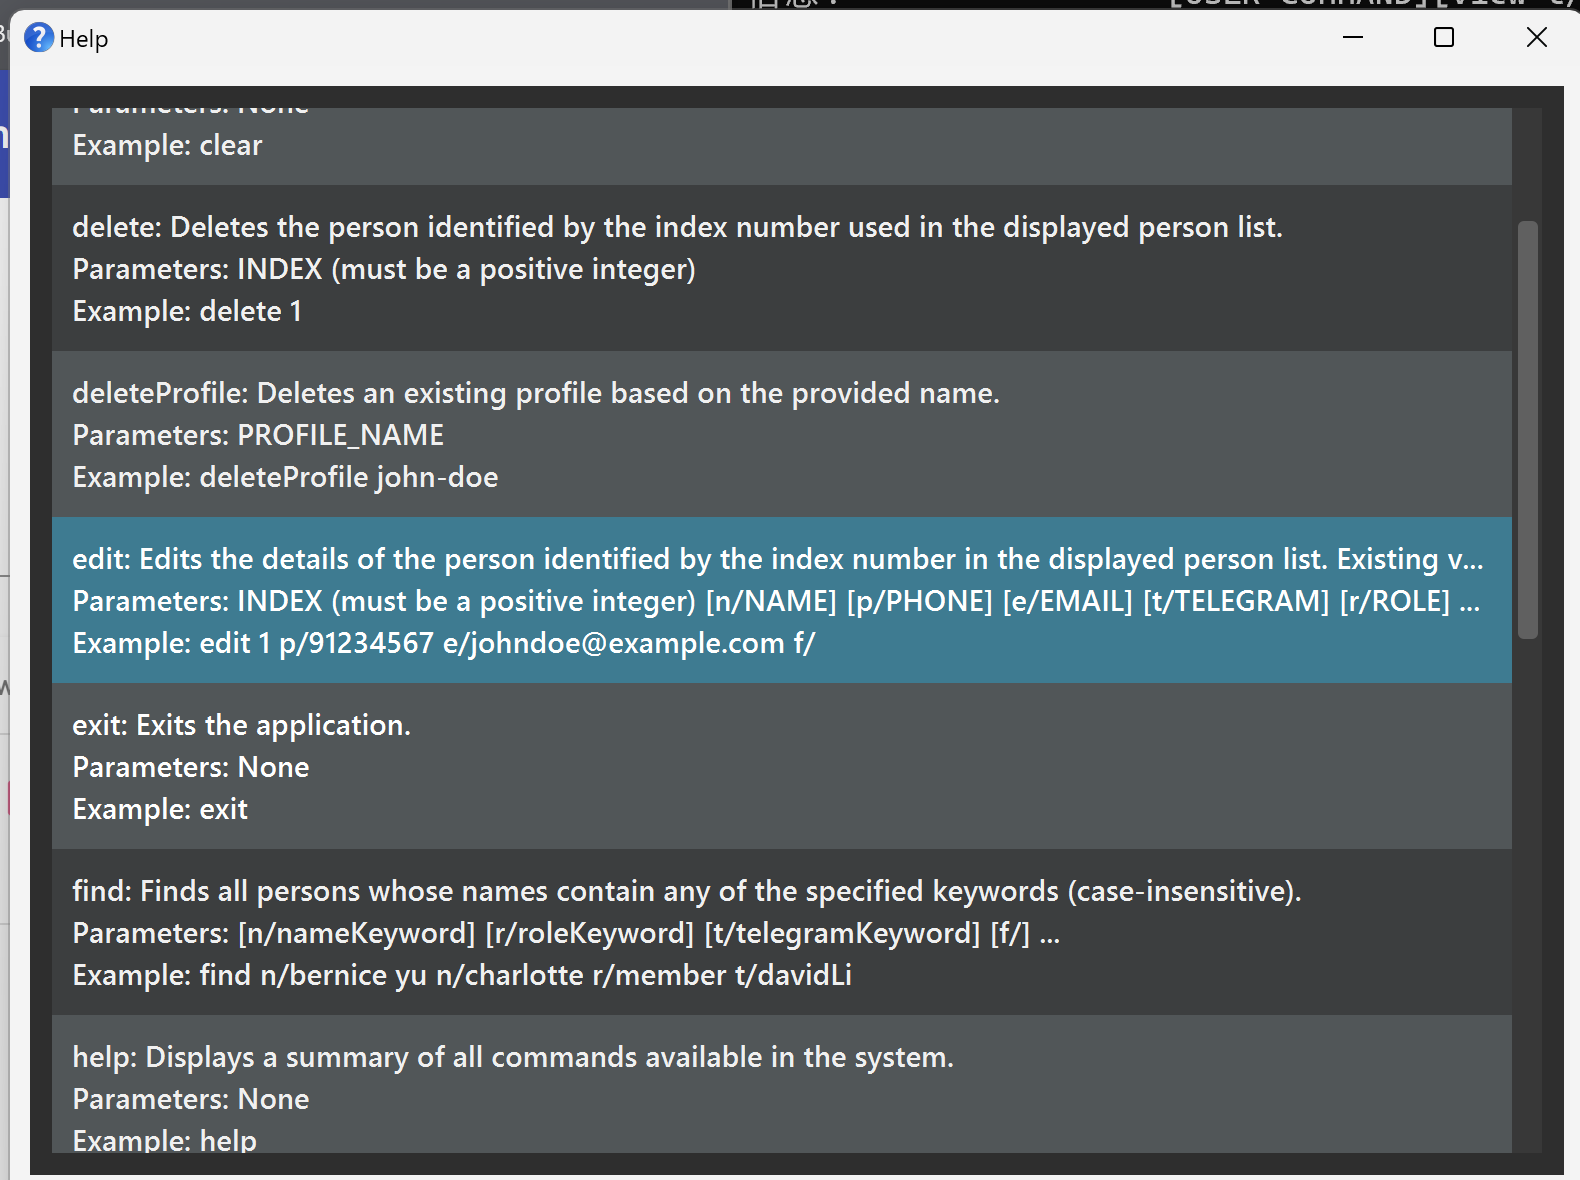 Help
Parameters: None
Example: clear
delete: Deletes the person identified by the index number used in the displayed person list.
Parameters: INDEX (must be a positive integer)
Example: delete 1
deleteProfile: Deletes an existing profile based on the provided name.
Parameters: PROFILE_NAME
Example: deleteProfile john-doe
edit: Edits the details of the person identified by the index number in the displayed person list. Existing v...
Parameters: INDEX (must be a positive integer) [n/NAME] [p/PHONE] [e/EMAIL] [t/TELEGRAM] [r/ROLE] ...
Example: edit 1 p/91234567 e/johndoe@example.com f/
exit: Exits the application.
Parameters: None
Example: exit
find: Finds all persons whose names contain any of the specified keywords (case-insensitive).
Parameters: [n/nameKeyword] [r/roleKeyword] [t/telegramKeyword] [f/] ...
Example: find n/bernice yu n/charlotte r/member t/davidLi
help: Displays a summary of all commands available in the system.
Parameters: None
Example: help